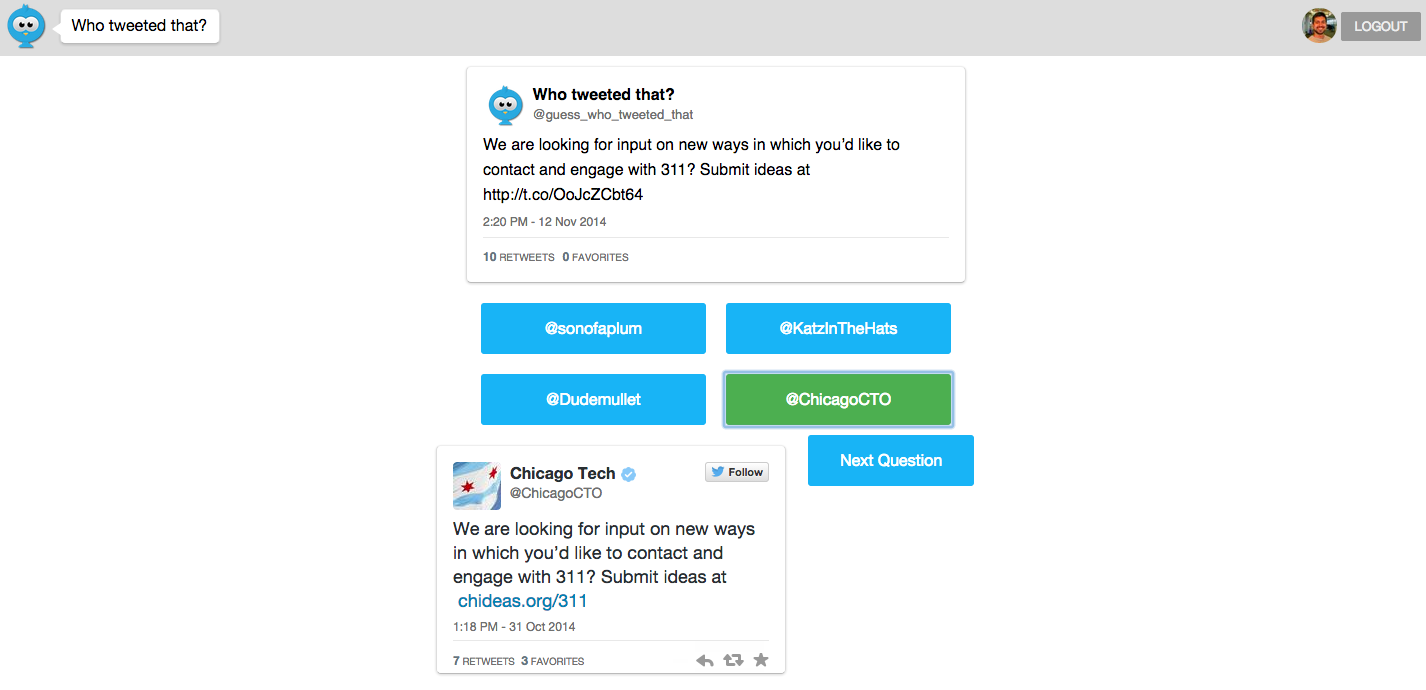 Who tweeted that?
LOGOUT
Who tweeted that?
@guess_who_tweeted_that
We are looking for input on new ways in which you’d like to
contact and engage with 311? Submit ideas at
http://t.co/OoJcZCbt64
2:20 PM - 12 Nov 2014
10 RETWEETS 0 FAVORITES
@sonofaplum
@KatzInTheHats
@Dudemullet
@ChicagoCTO
Next Question
Chicago Tech
Follow
@ChicagoCTO
We are looking for input on new ways
in which you’d like to contact and
engage with 311? Submit ideas at
chideas.org/311
1:18 PM - 31 Oct 2014
7 RETWEETS 3 FAVORITES